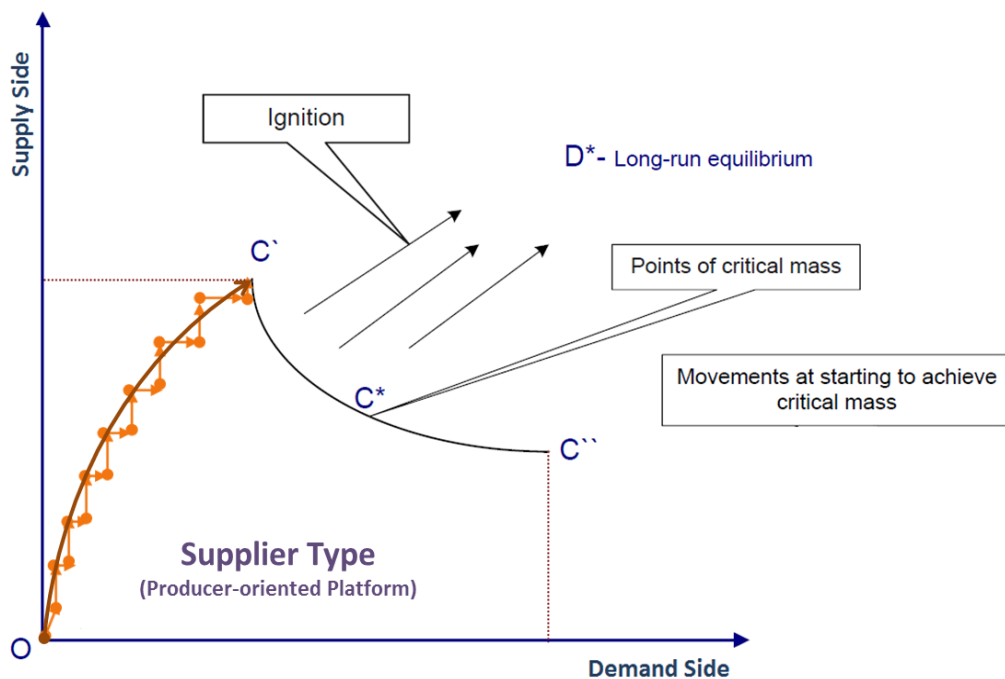 Supply Side
Ignition
D*- Long-run equilibrium
C`
Points of critical mass
Movements at starting to achieve
critical mass
C*
C``
Supplier Type
(Producer-oriented Platform)
O
Demand Side